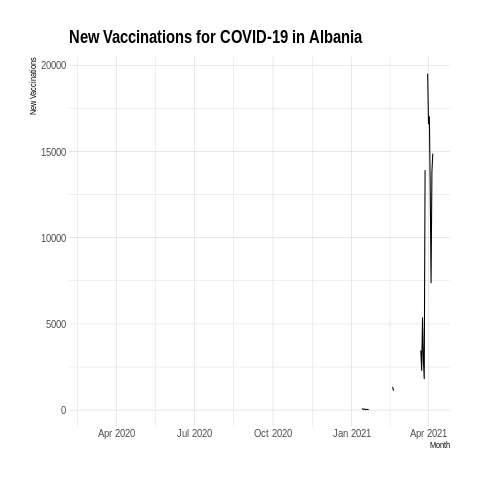 New Vaccinations for COVID-19 in Albania
New Vaccinations
20000
15000
10000
5000
0
Apr 2020 Jul 2020 Oct 2020 Jan 2021 Apr 2021
Month